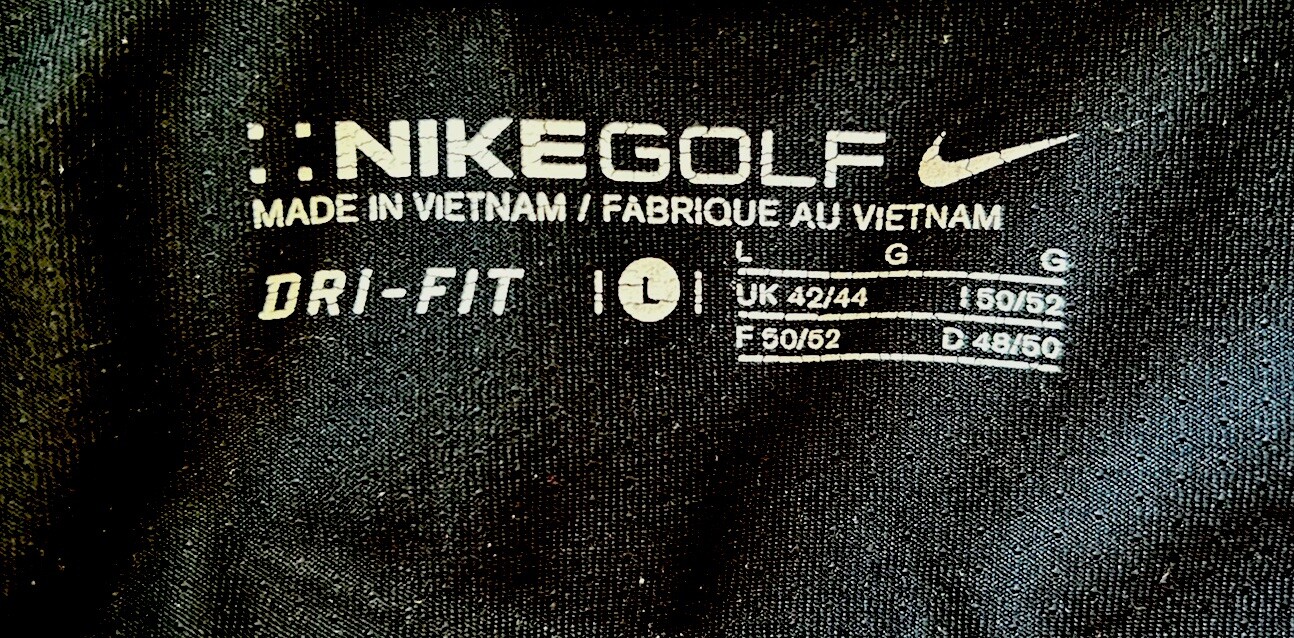 NIKEGOLF
MADE IN VIETNAM / FABRIQUE AU VIETNAM
DRI-FIT | L |
L G G
UK 42/44 I 50/52
F 50/52 D 48/50